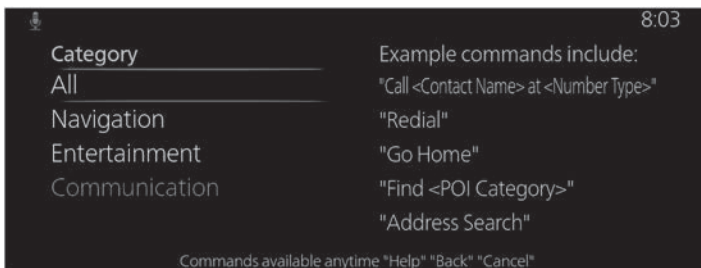 8:03
Category
All
Navigation
Entertainment
Communication
Example commands include:
"Call <Contact Name> at <Number Type>"
"Redial"
"Go Home"
"Find <POI Category>"
"Address Search"
Commands available anytime "Help" "Back" "Cancel"